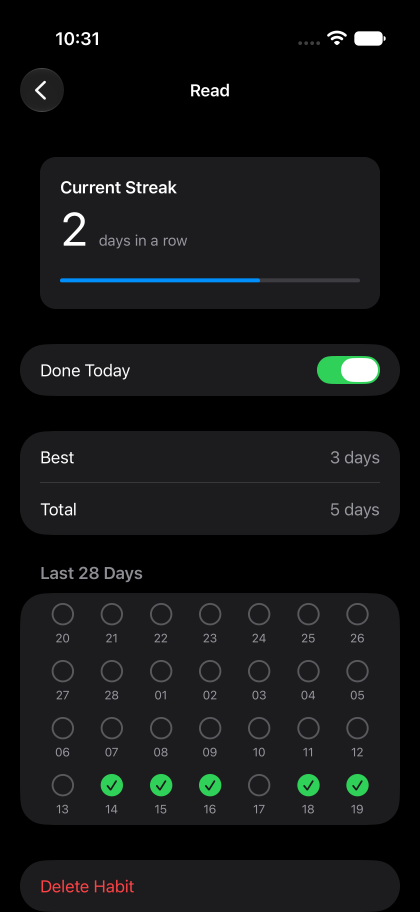 10:31
Read
Current Streak
2 days in a row
Done Today
Best 3 days
Total 5 days
Last 28 Days
20 21 22 23 24 25 26
27 28 01 02 03 04 05
06 07 08 09 10 11 12
13 14 15 16 17 18 19
Delete Habit